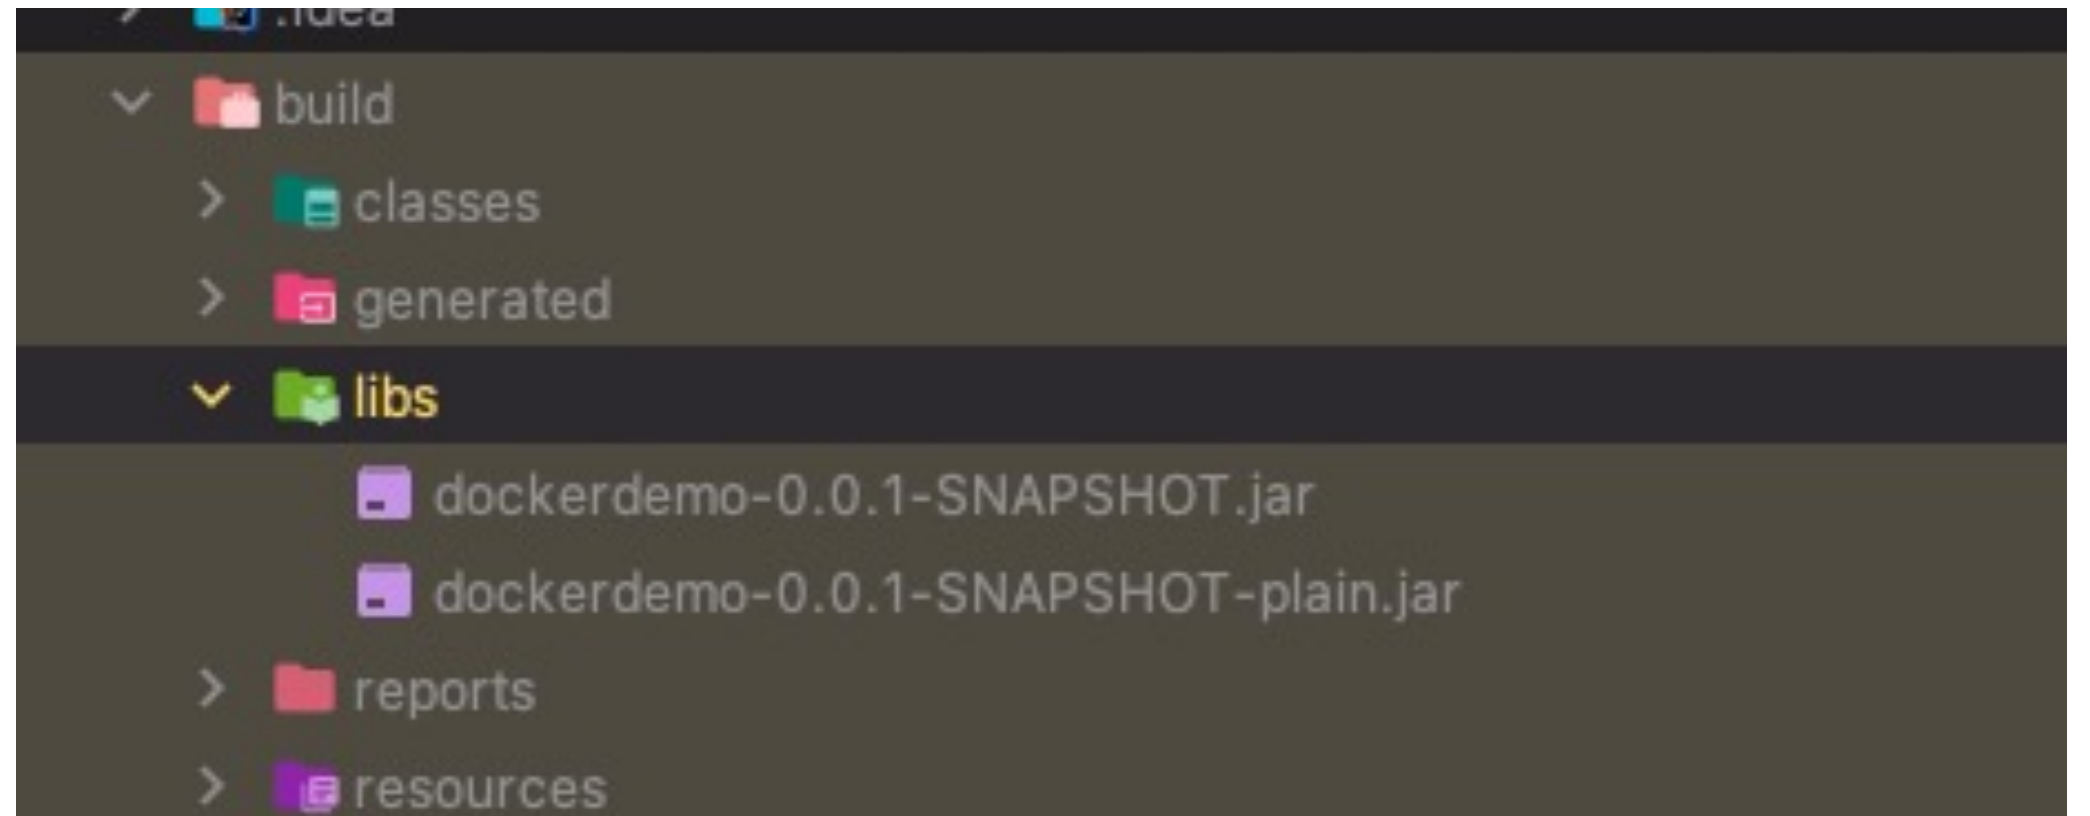 .idea
build
classes
generated
libs
dockerdemo-0.0.1-SNAPSHOT.jar
dockerdemo-0.0.1-SNAPSHOT-plain.jar
reports
resources